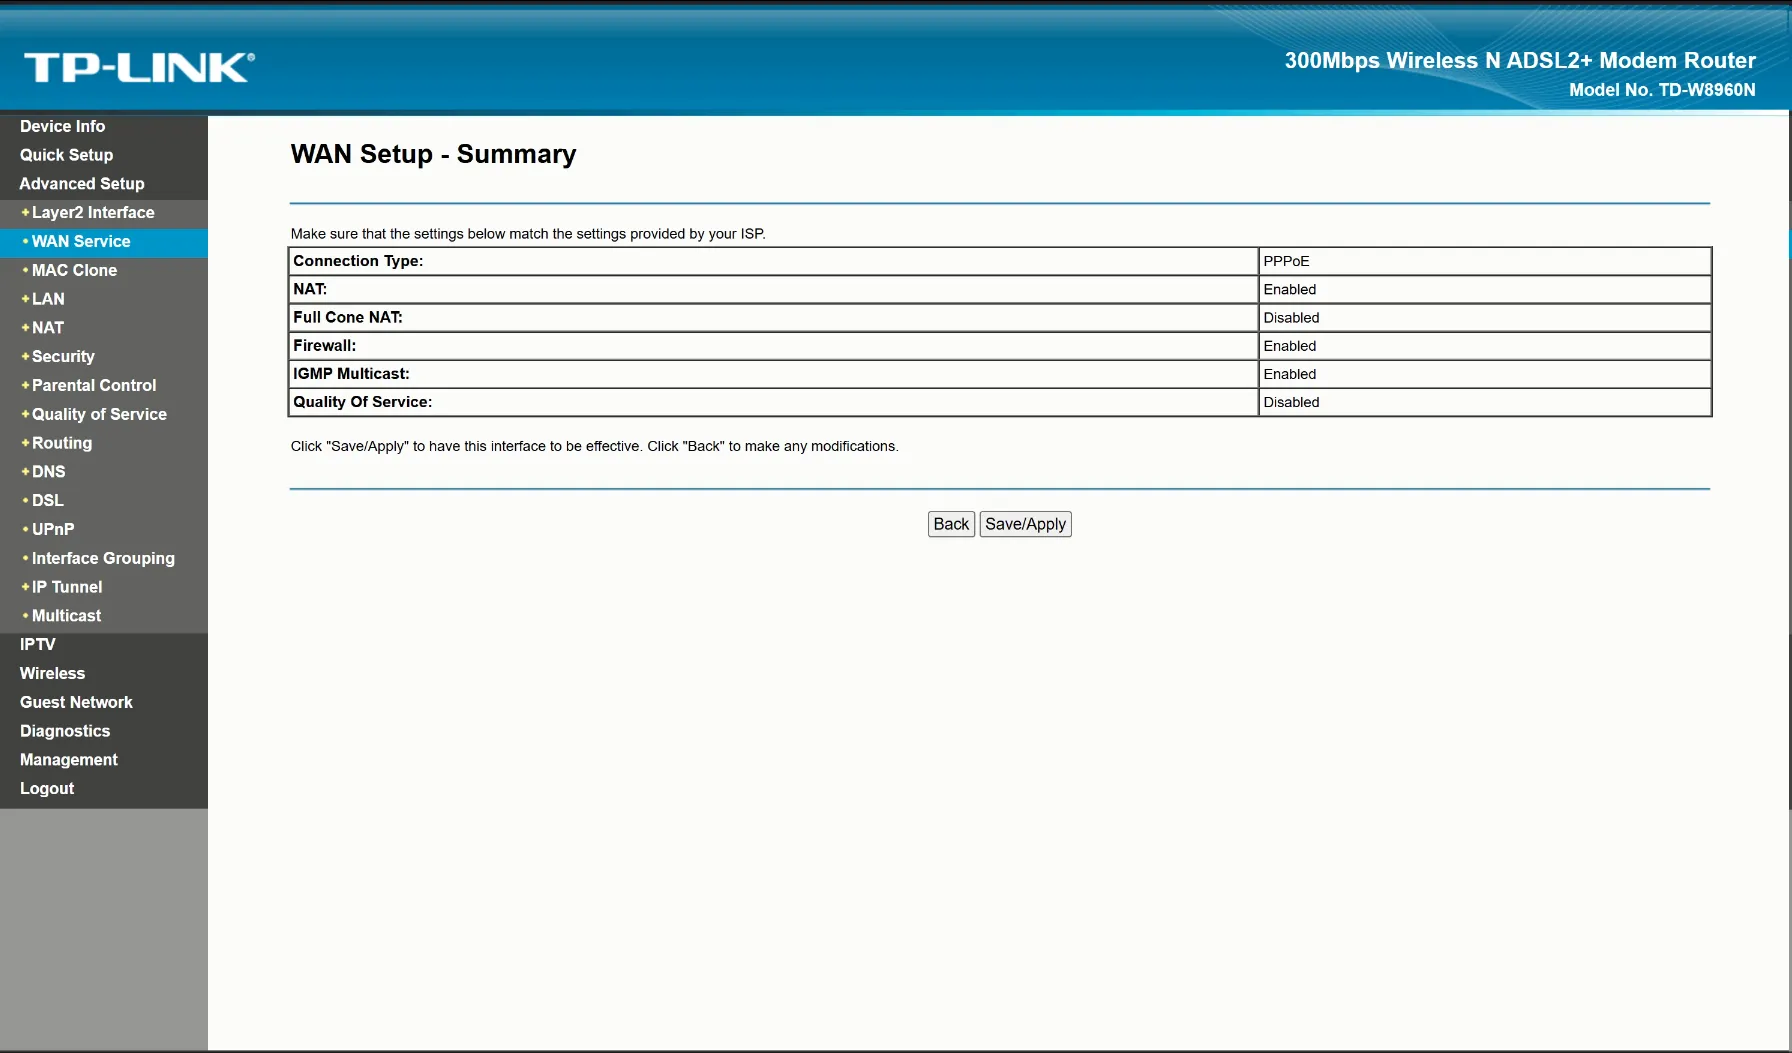 TP-LINK®
300Mbps Wireless N ADSL2+ Modem Router
Model No. TD-W8960N
Device Info
Quick Setup
Advanced Setup
+ Layer2 Interface
• WAN Service
• MAC Clone
+ LAN
+ NAT
+ Security
+ Parental Control
+ Quality of Service
+ Routing
+ DNS
• DSL
• UPnP
• Interface Grouping
+ IP Tunnel
• Multicast
IPTV
Wireless
Guest Network
Diagnostics
Management
Logout
WAN Setup - Summary
Make sure that the settings below match the settings provided by your ISP.
Connection Type: PPPoE
NAT: Enabled
Full Cone NAT: Disabled
Firewall: Enabled
IGMP Multicast: Enabled
Quality Of Service: Disabled
Click "Save/Apply" to have this interface to be effective. Click "Back" to make any modifications.
Back Save/Apply